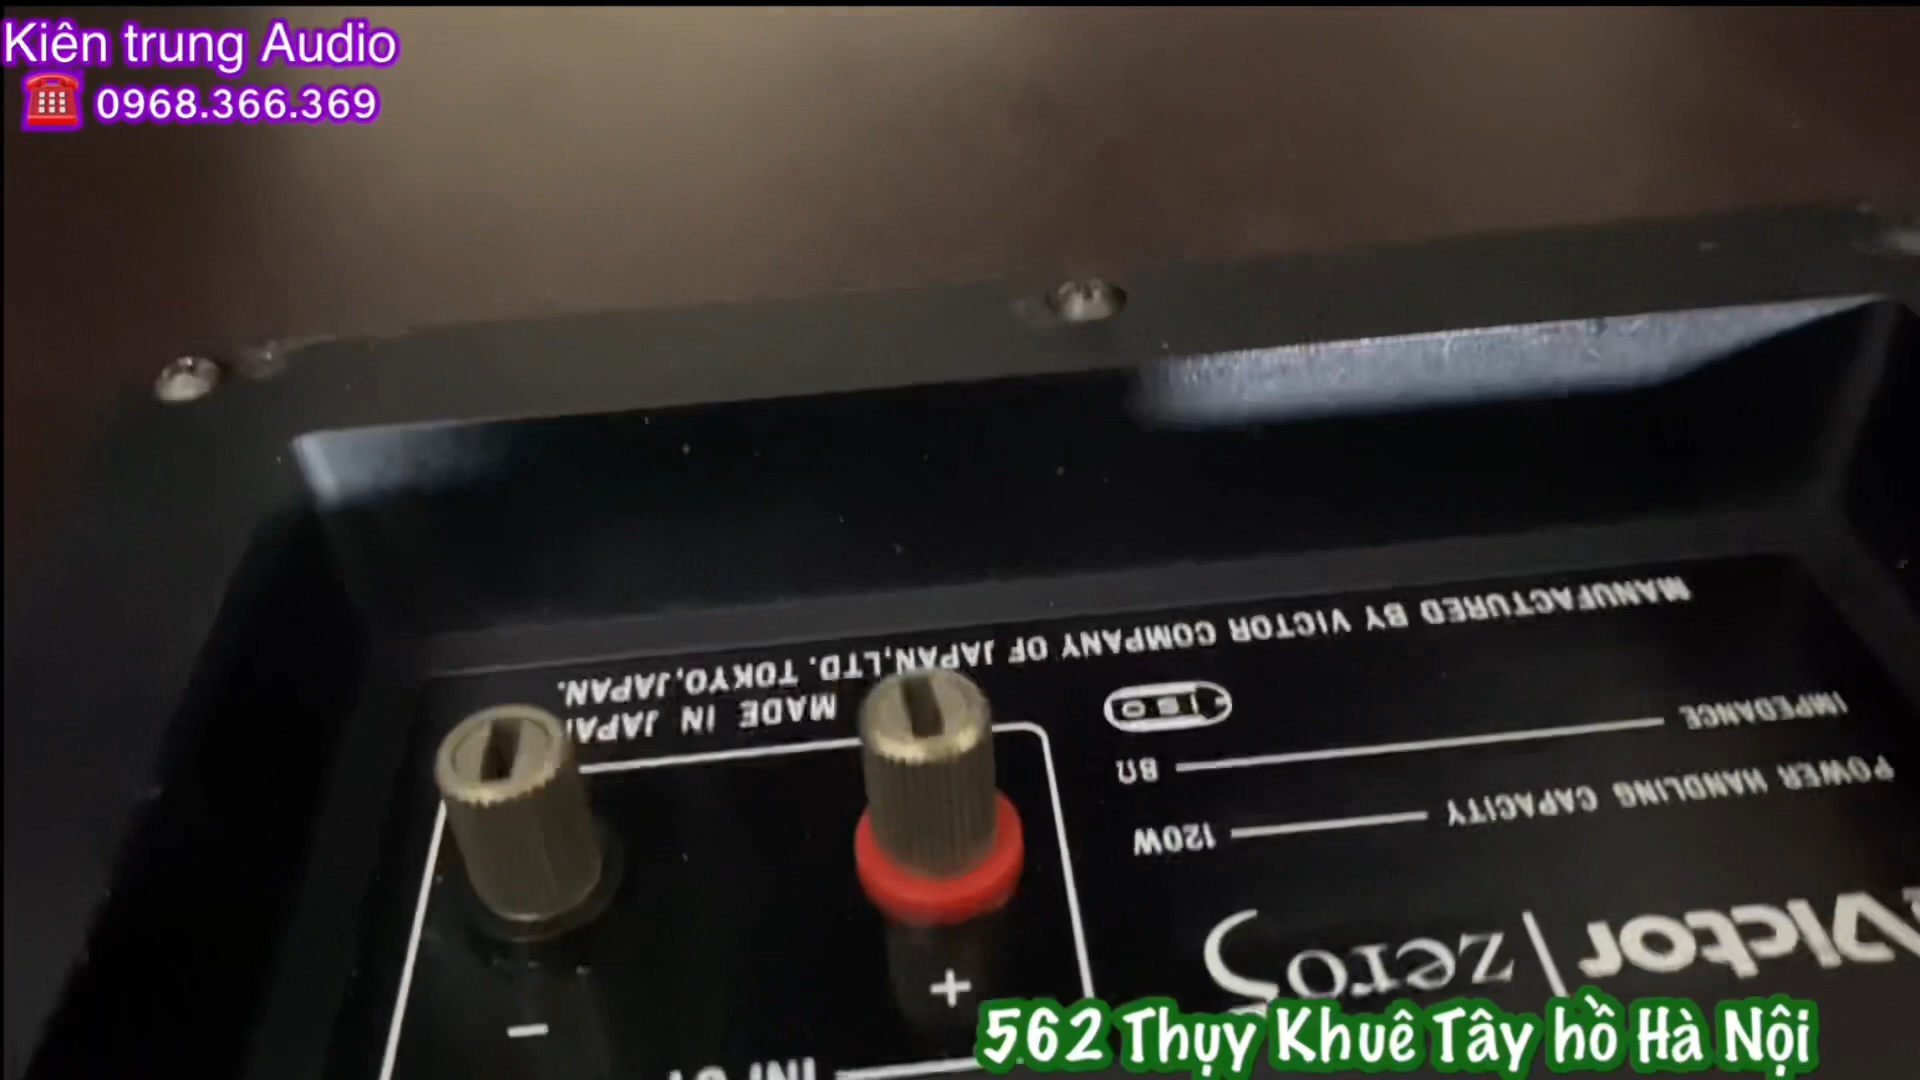 Kiên trung Audio
☎ 0968.366.369
MANUFACTURED BY VICTOR COMPANY OF JAPAN,LTD. TOKYO,JAPAN.
MADE IN JAPAN
ISO
IMPEDANCE 8Ω
POWER HANDLING CAPACITY 120W
Victor | zero
+
−
562 Thụy Khuê Tây hồ Hà Nội